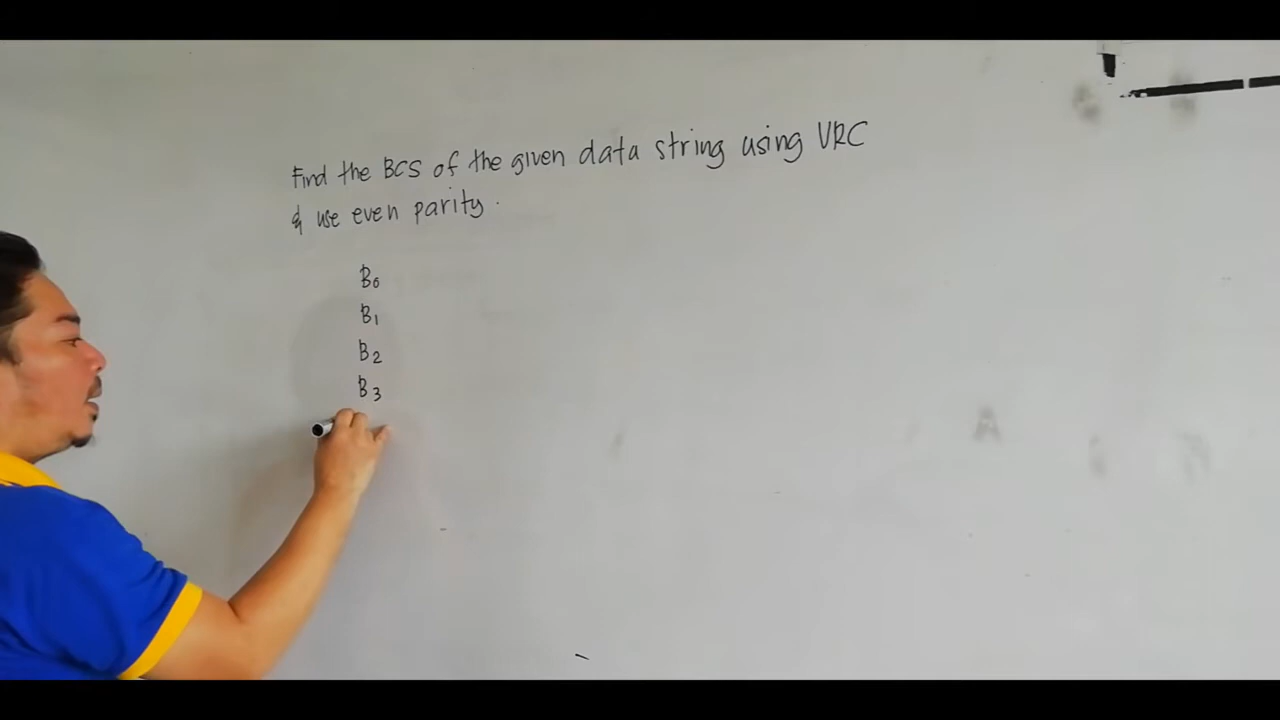 Find the BCS of the given data string using VRC
& use even parity.
B0
B1
B2
B3